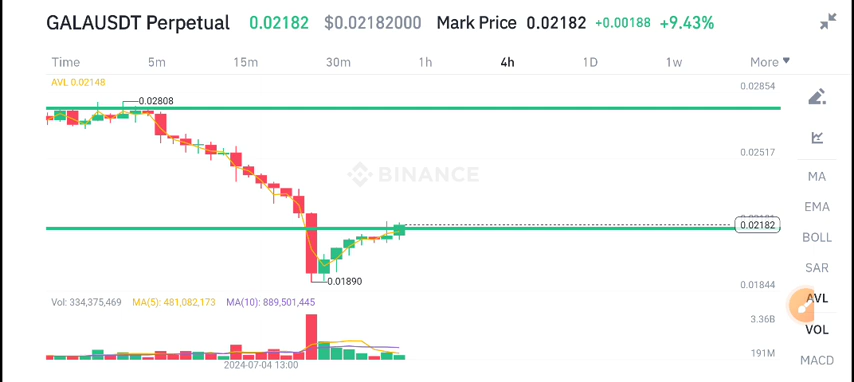 GALAUSDT Perpetual 0.02182 $0.02182000 Mark Price 0.02182 +0.00188 +9.43%
Time 5m 15m 30m 1h 4h 1D 1w More
AVL 0.02148
0.02854
0.02808
0.02517
BINANCE
0.02182
0.01890
0.01844
Vol: 334,375,469 MA(5): 481,082,173 MA(10): 889,501,445
3.36B
191M
2024-07-04 13:00
MA
EMA
BOLL
SAR
AVL
VOL
MACD